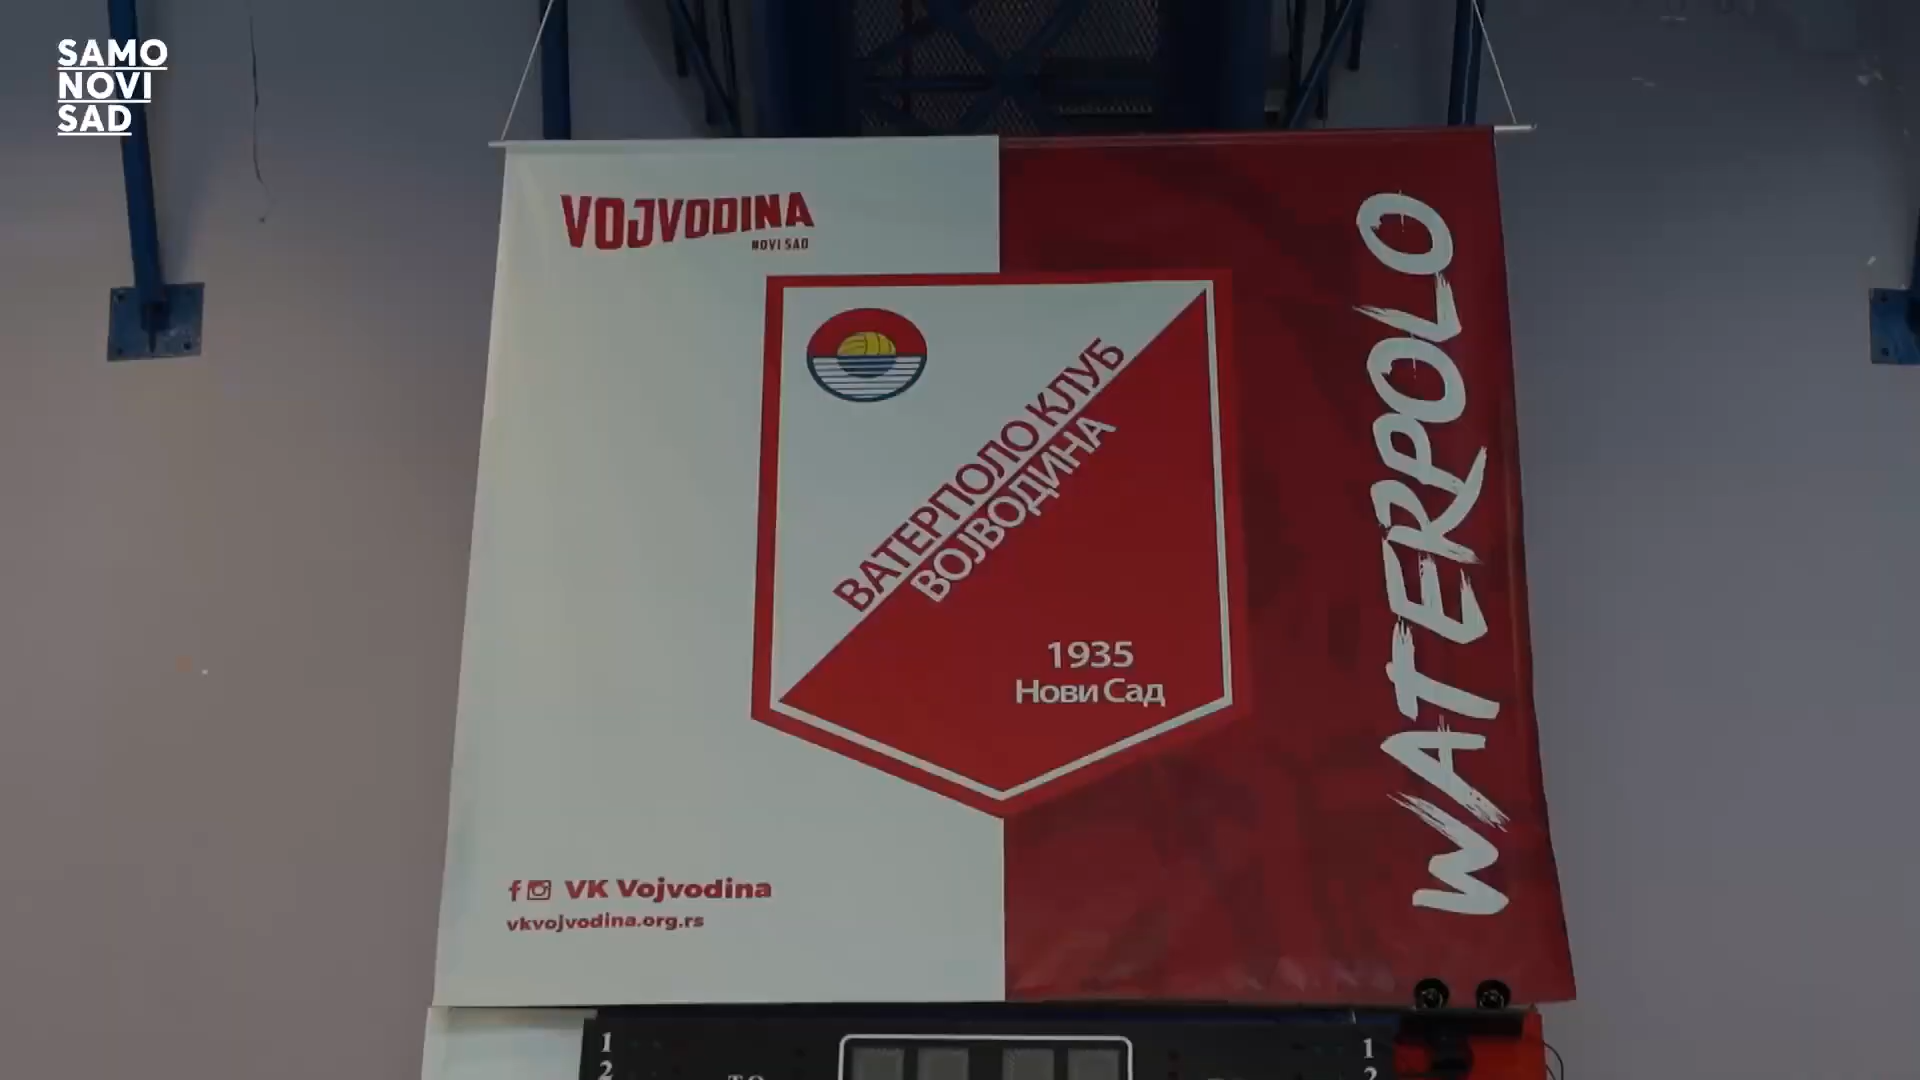 SAMO
NOVI
SAD
VOJVODINA
NOVI SAD
ВАТЕРПОЛО КЛУБ
ВОЈВОДИНА
1935
Нови Сад
WATERPOLO
VK Vojvodina
vkvojvodina.org.rs
1
2
1
2